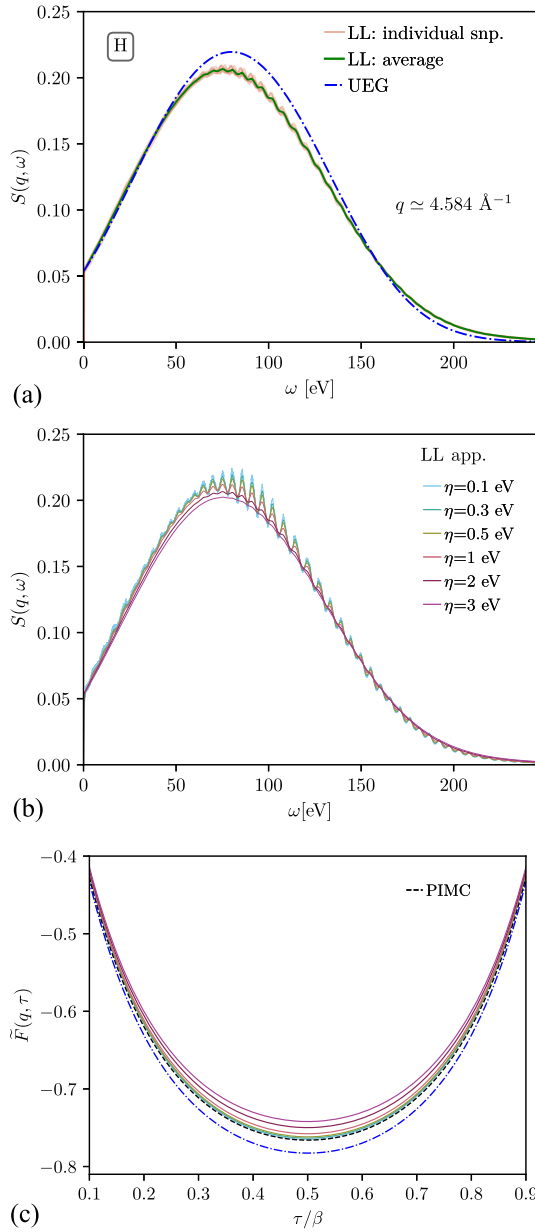 H
LL: individual snp.
LL: average
UEG
q ≃ 4.584 Å⁻¹
S(q, ω)
0.20
0.15
0.10
0.05
0.00
0 50 100 150 200
ω [eV]
(a)
0.25
0.20
0.15
0.10
0.05
0.00
S(q, ω)
LL app.
η=0.1 eV
η=0.3 eV
η=0.5 eV
η=1 eV
η=2 eV
η=3 eV
0 50 100 150 200
ω[eV]
(b)
−0.4
−0.5
−0.6
−0.7
−0.8
F̃(q, τ)
PIMC
0.1 0.2 0.3 0.4 0.5 0.6 0.7 0.8 0.9
τ/β
(c)